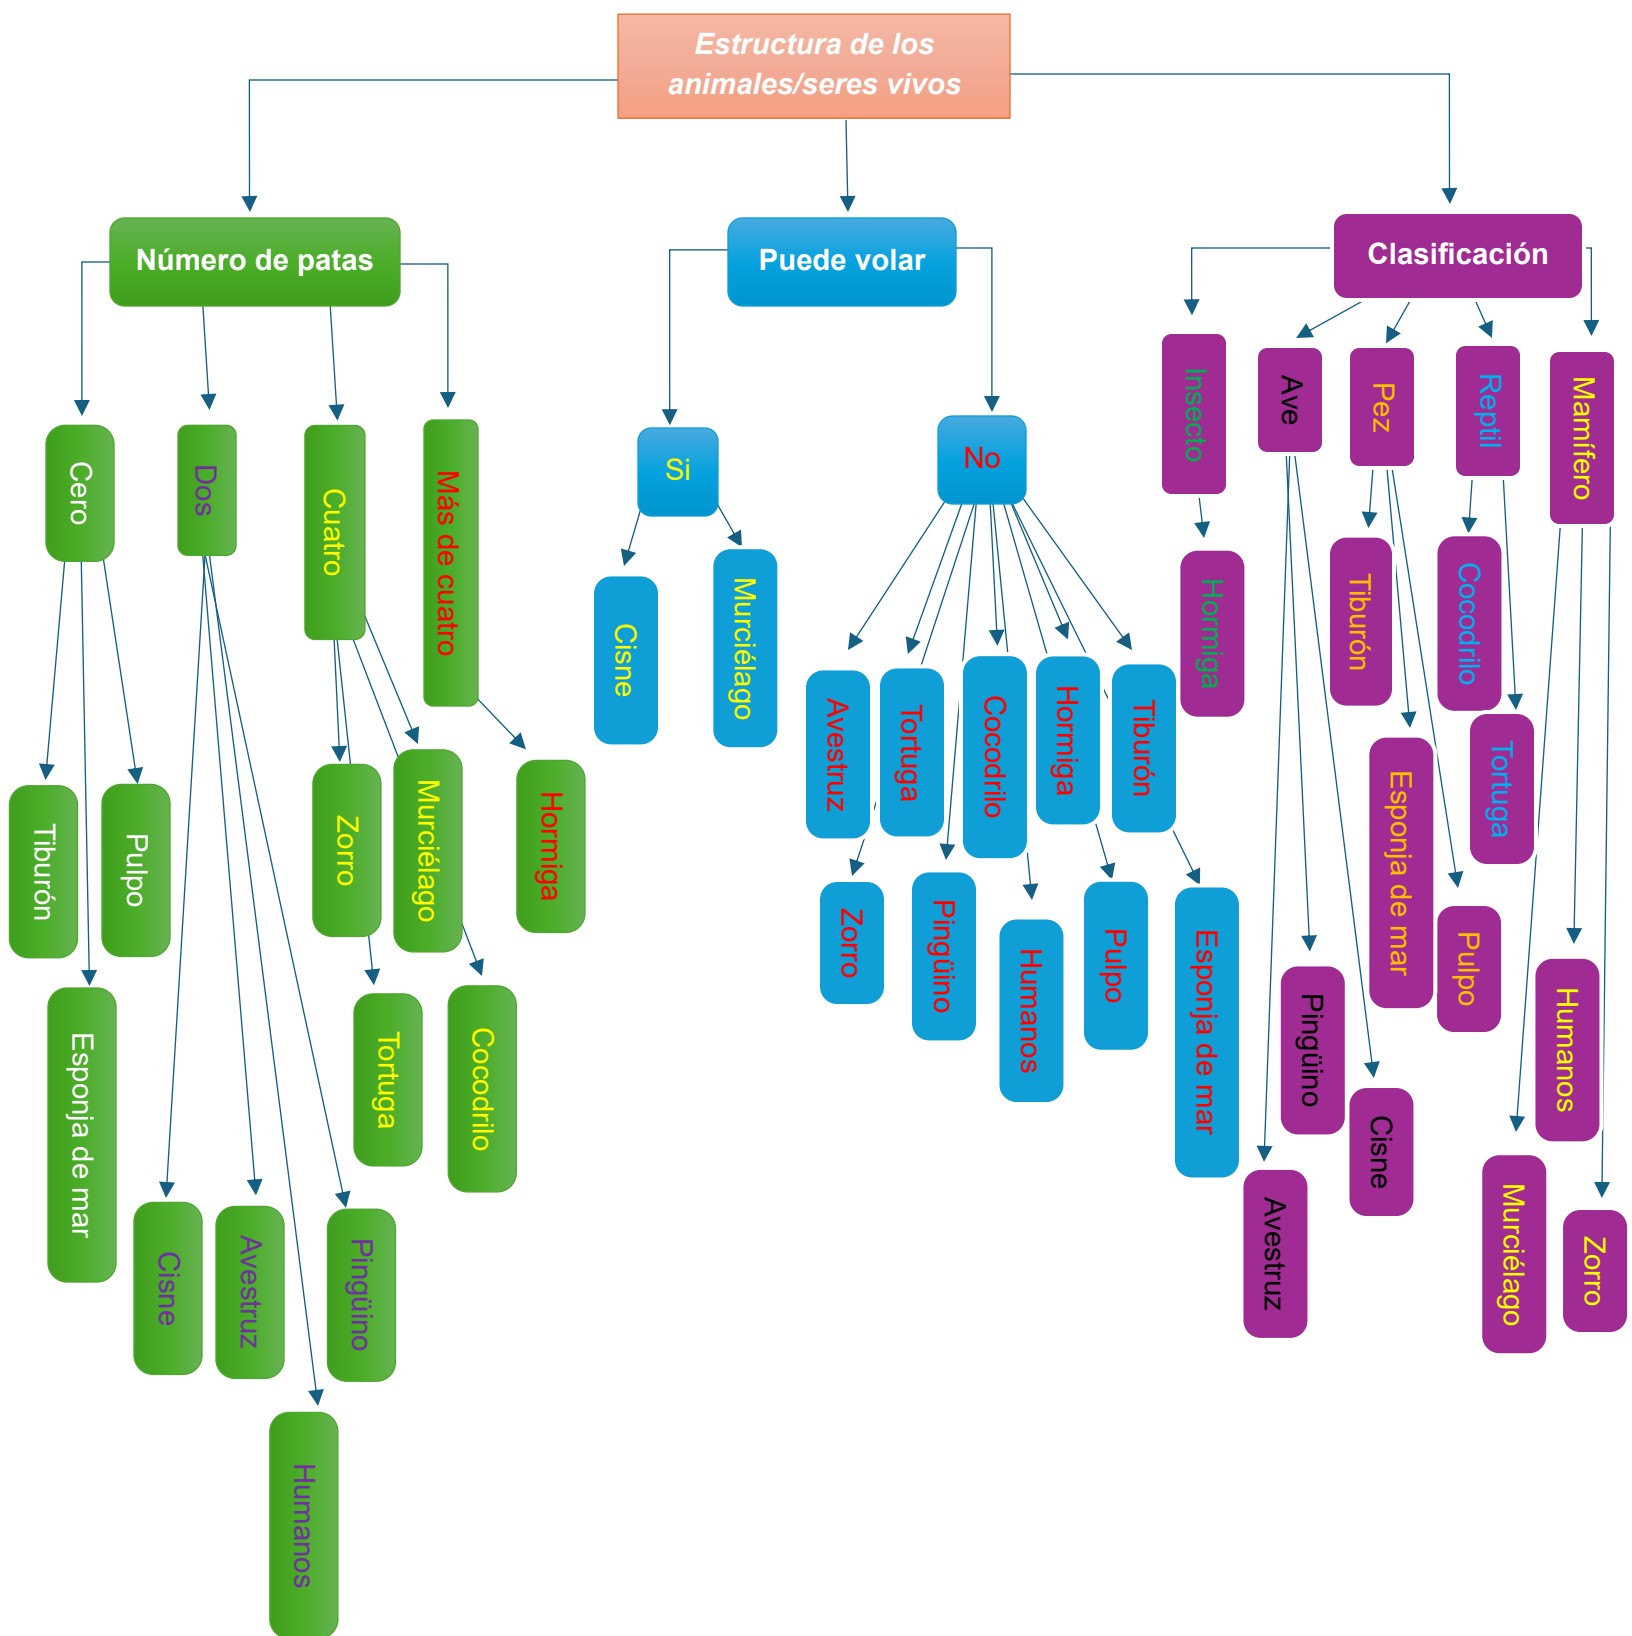 Estructura de los
animales/seres vivos
Número de patas
Puede volar
Clasificación
Cero
Dos
Cuatro
Más de cuatro
Tiburón
Pulpo
Esponja de mar
Cisne
Avestruz
Pingüino
Humanos
Zorro
Murciélago
Tortuga
Cocodrilo
Hormiga
Si
No
Cisne
Murciélago
Avestruz
Tortuga
Cocodrilo
Hormiga
Tiburón
Zorro
Pingüino
Humanos
Pulpo
Esponja de mar
Insecto
Ave
Pez
Reptil
Mamífero
Hormiga
Tiburón
Cocodrilo
Esponja de mar
Tortuga
Pulpo
Pingüino
Cisne
Avestruz
Humanos
Murciélago
Zorro